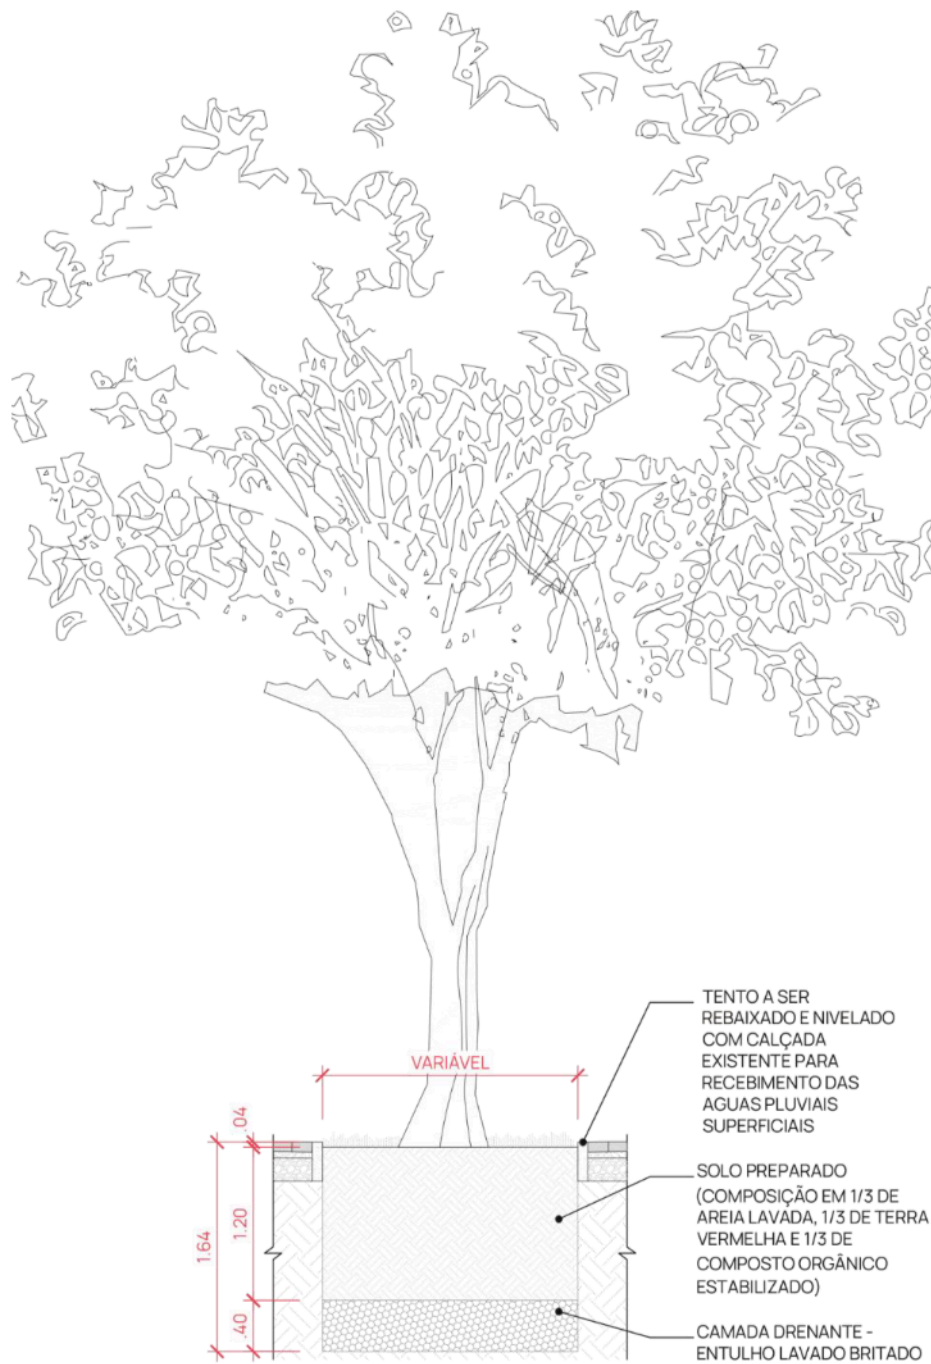 TENTO A SER
REBAIXADO E NIVELADO
COM CALÇADA
EXISTENTE PARA
RECEBIMENTO DAS
AGUAS PLUVIAIS
SUPERFICIAIS
VARIÁVEL
.04
1.20
1.64
.40
SOLO PREPARADO
(COMPOSIÇÃO EM 1/3 DE
AREIA LAVADA, 1/3 DE TERRA
VERMELHA E 1/3 DE
COMPOSTO ORGÂNICO
ESTABILIZADO)
CAMADA DRENANTE -
ENTULHO LAVADO BRITADO